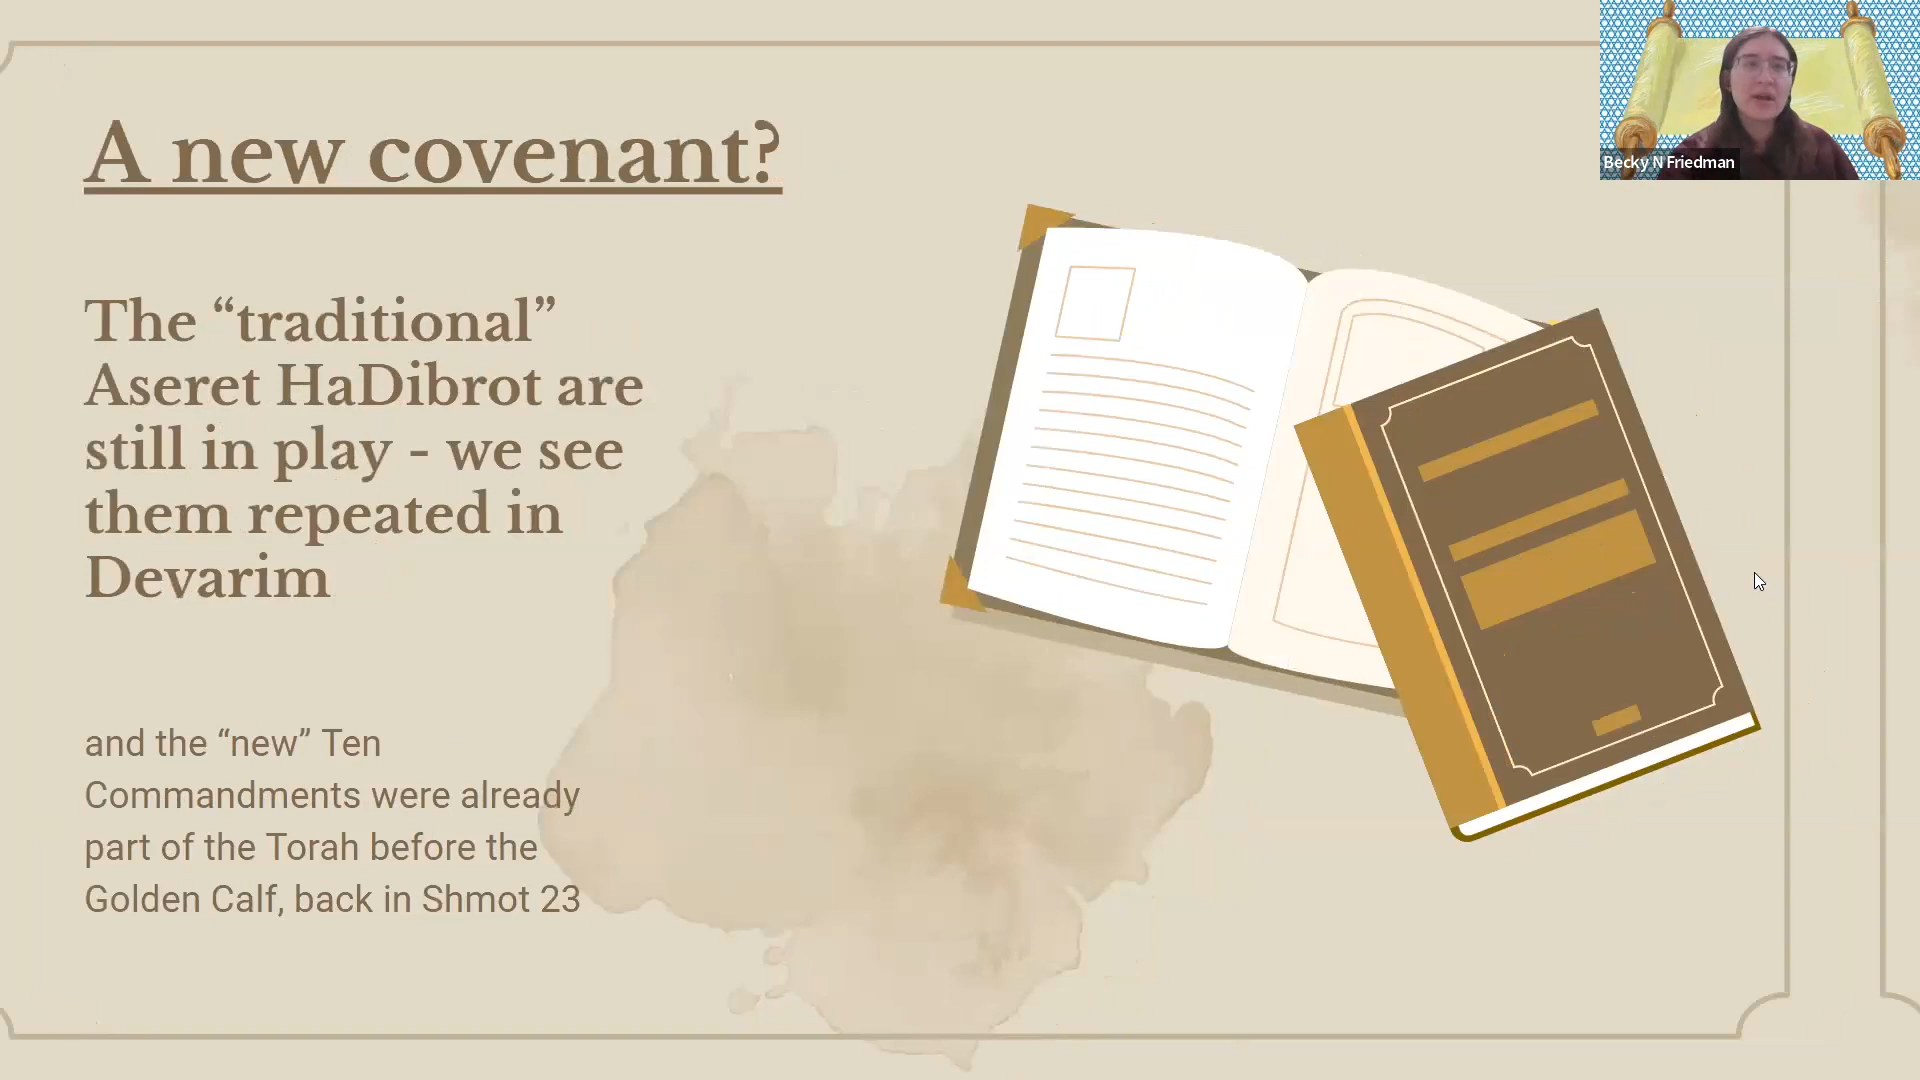 A new covenant?
The “traditional”
Aseret HaDibrot are
still in play - we see
them repeated in
Devarim
and the “new” Ten
Commandments were already
part of the Torah before the
Golden Calf, back in Shmot 23
Becky N Friedman